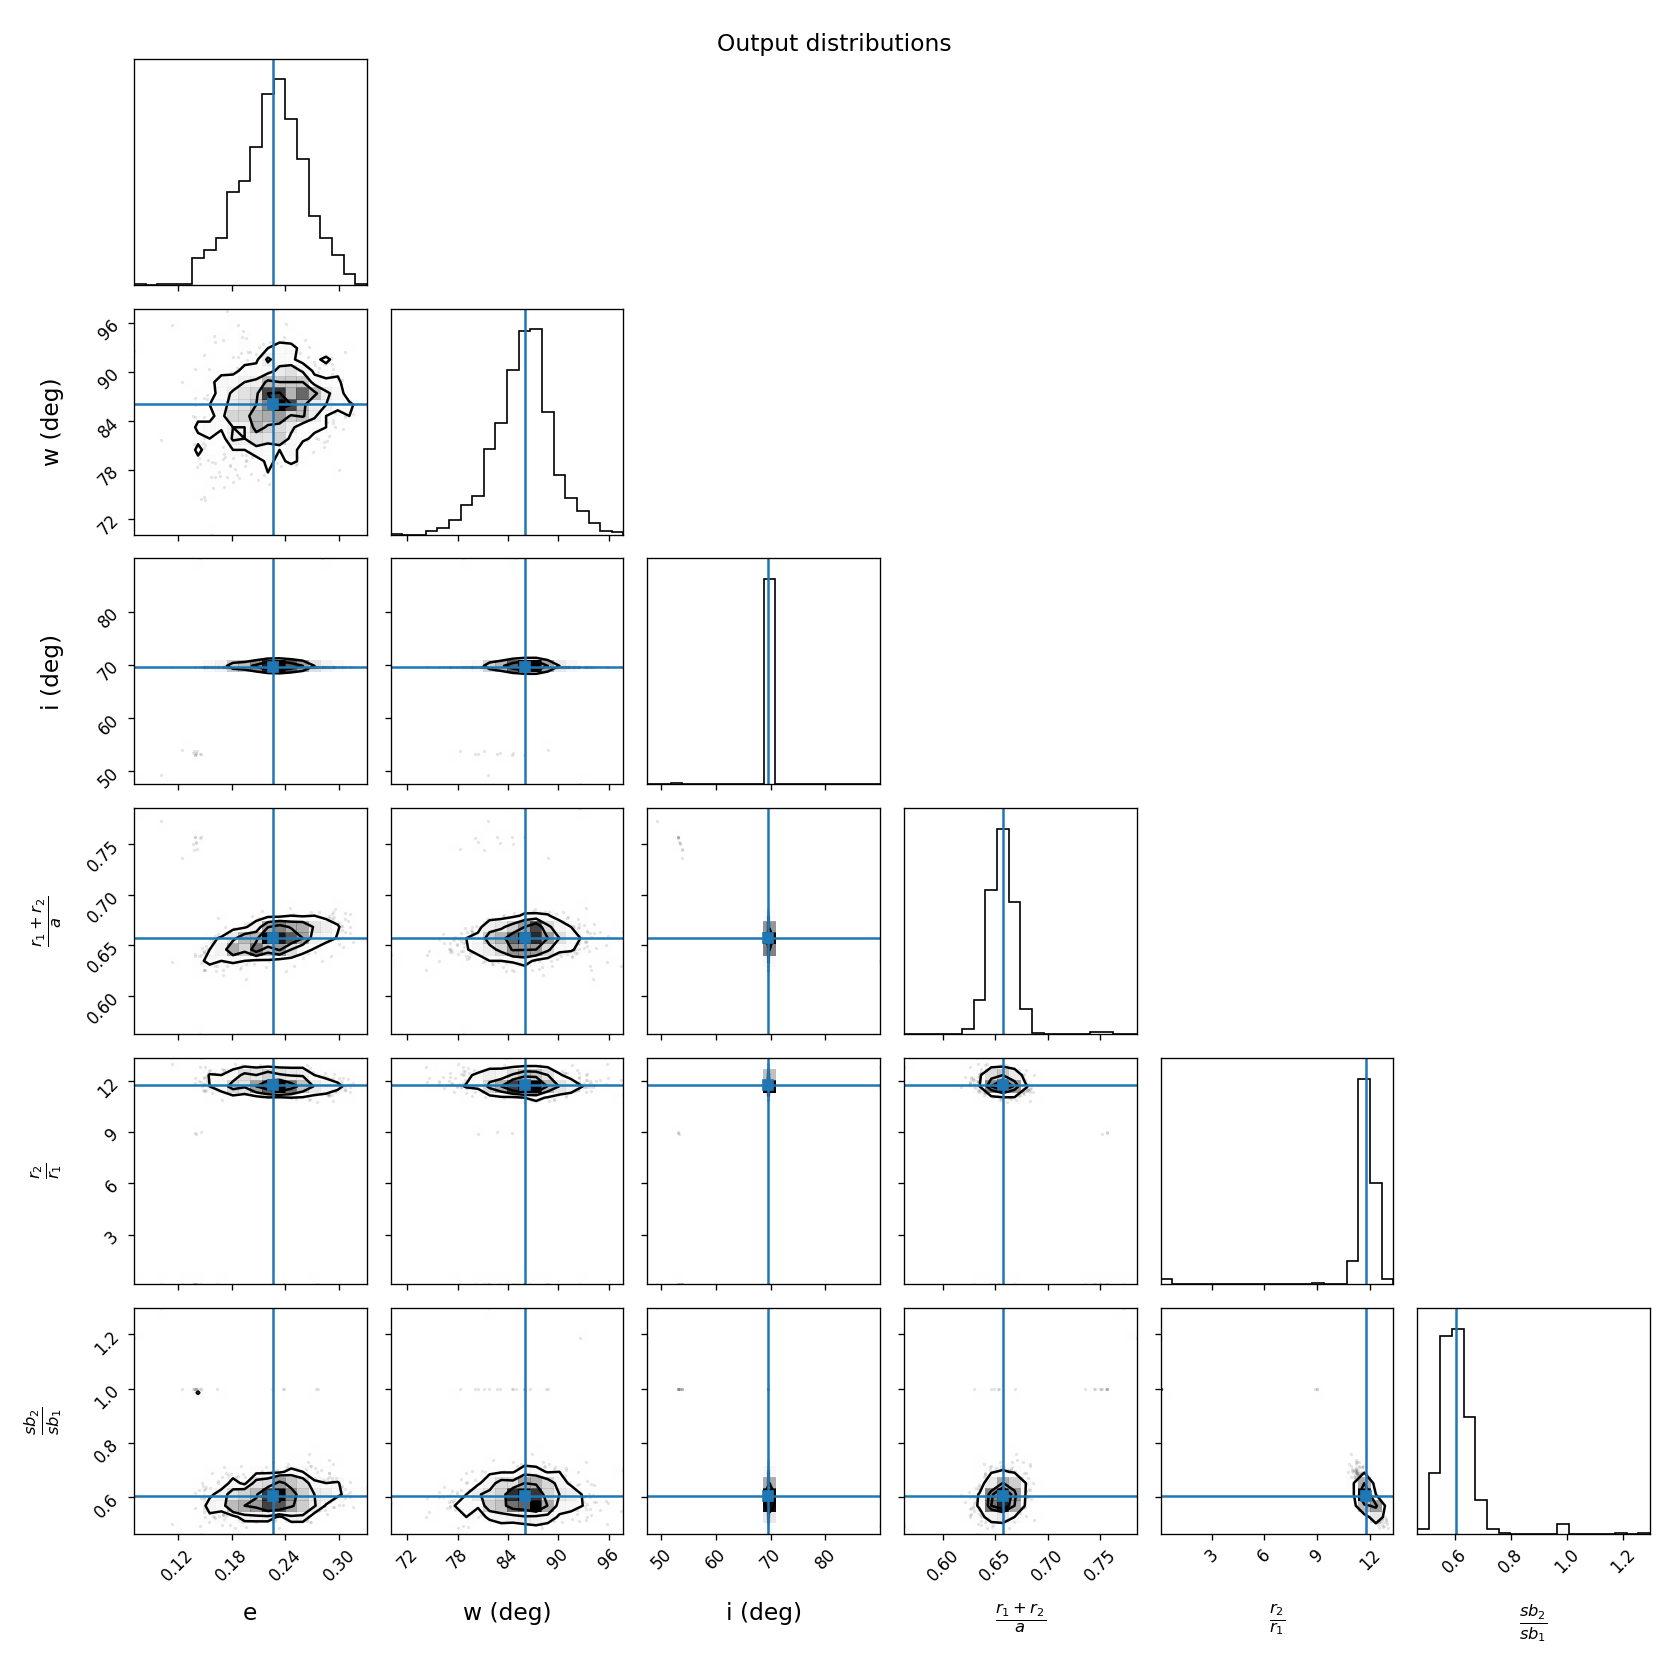 Output distributions
w (deg)
96
90
84
78
72
i (deg)
80
70
60
50
r₁ + r₂
a
0.75
0.70
0.65
0.60
r₂
r₁
12
9
6
3
sb₂
sb₁
1.2
1.0
0.8
0.6
0.12 0.18 0.24 0.30 72 78 84 90 96 50 60 70 80 0.60 0.65 0.70 0.75 3 6 9 12 0.6 0.8 1.0 1.2
e w (deg) i (deg) r₁ + r₂ r₂ sb₂
a r₁ sb₁